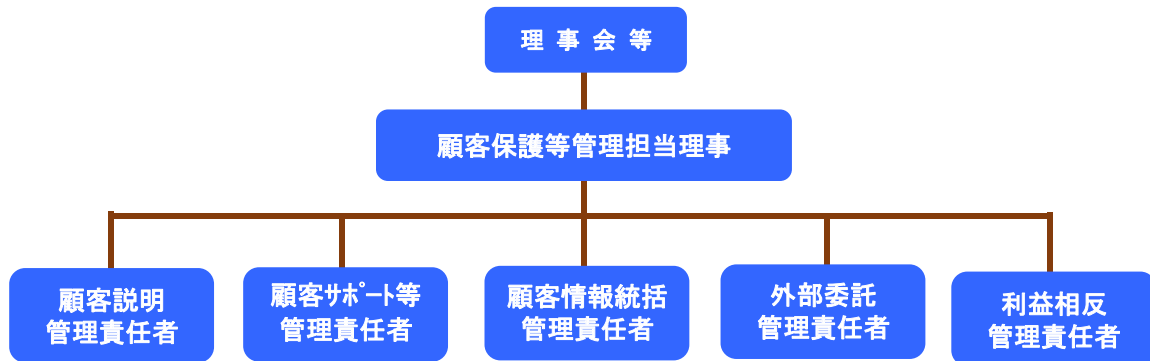 理 事 会 等
顧客保護等管理担当理事
顧客説明
管理責任者
顧客ｻﾎﾟｰﾄ等
管理責任者
顧客情報統括
管理責任者
外部委託
管理責任者
利益相反
管理責任者